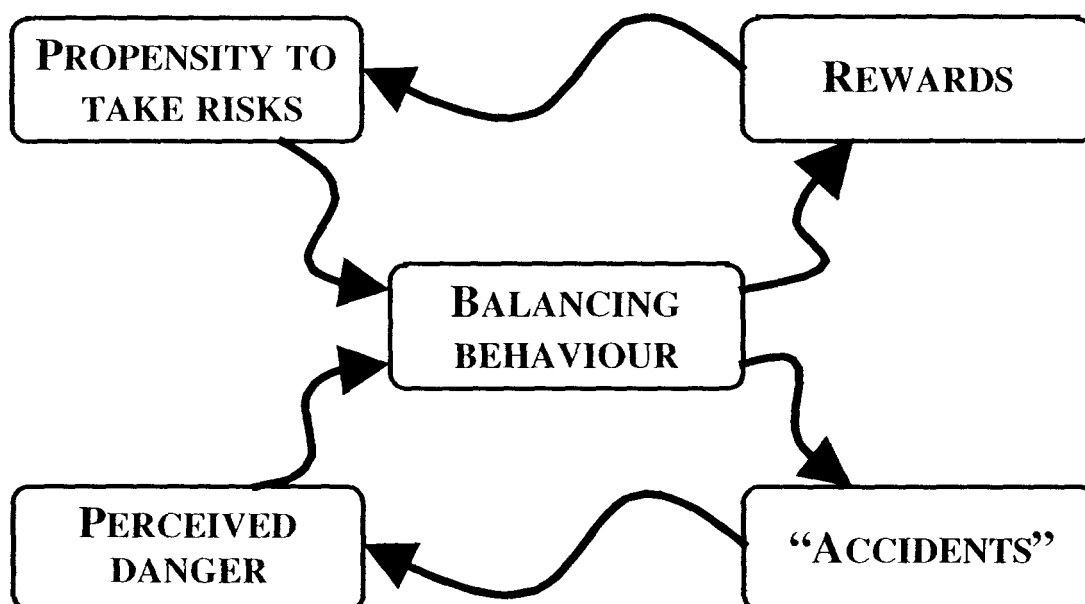 PROPENSITY TO
TAKE RISKS
REWARDS
BALANCING
BEHAVIOUR
PERCEIVED
DANGER
“ACCIDENTS”